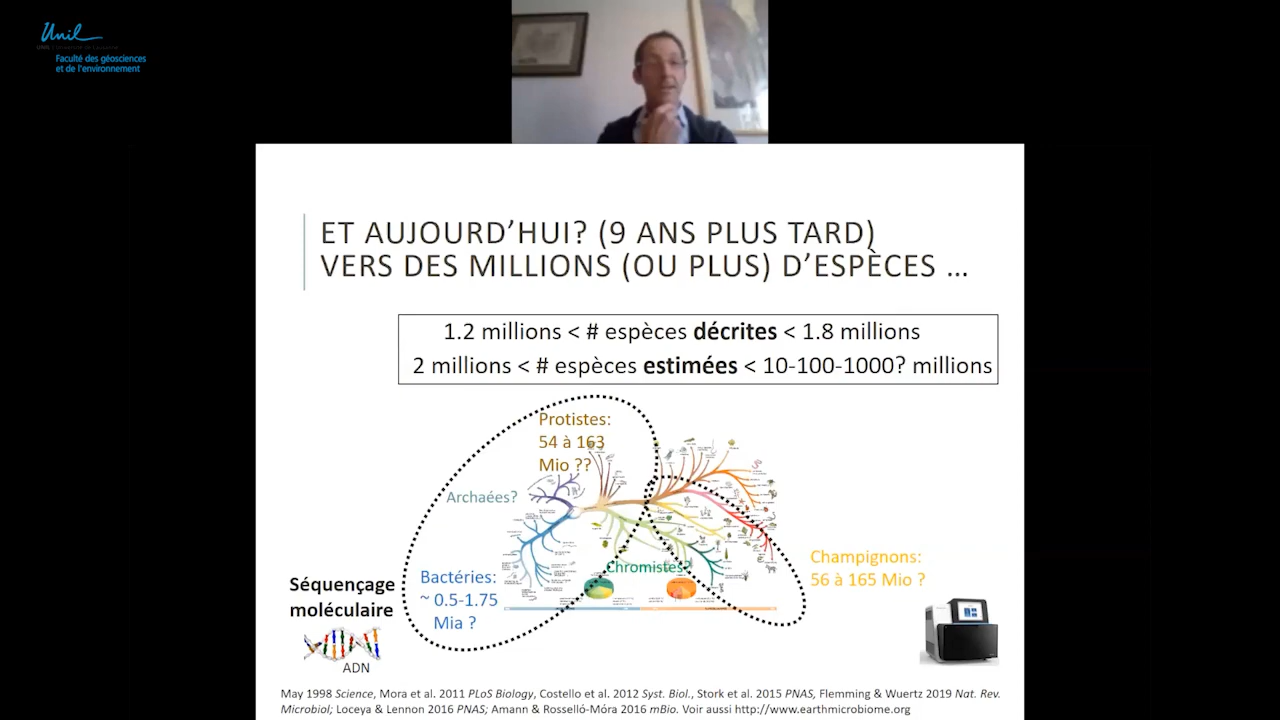 Unil
UNIL | Université de Lausanne
Faculté des géosciences
et de l'environnement
ET AUJOURD'HUI? (9 ANS PLUS TARD)
VERS DES MILLIONS (OU PLUS) D'ESPÈCES …
1.2 millions < # espèces décrites < 1.8 millions
2 millions < # espèces estimées < 10-100-1000? millions
Protistes:
54 à 163
Mio ??
Archaées?
Champignons:
56 à 165 Mio ?
Chromistes?
Bactéries:
~ 0.5-1.75
Mia ?
Séquençage
moléculaire
ADN
May 1998 Science, Mora et al. 2011 PLoS Biology, Costello et al. 2012 Syst. Biol., Stork et al. 2015 PNAS, Flemming & Wuertz 2019 Nat. Rev.
Microbiol; Loceya & Lennon 2016 PNAS; Amann & Rosselló-Móra 2016 mBio. Voir aussi http://www.earthmicrobiome.org